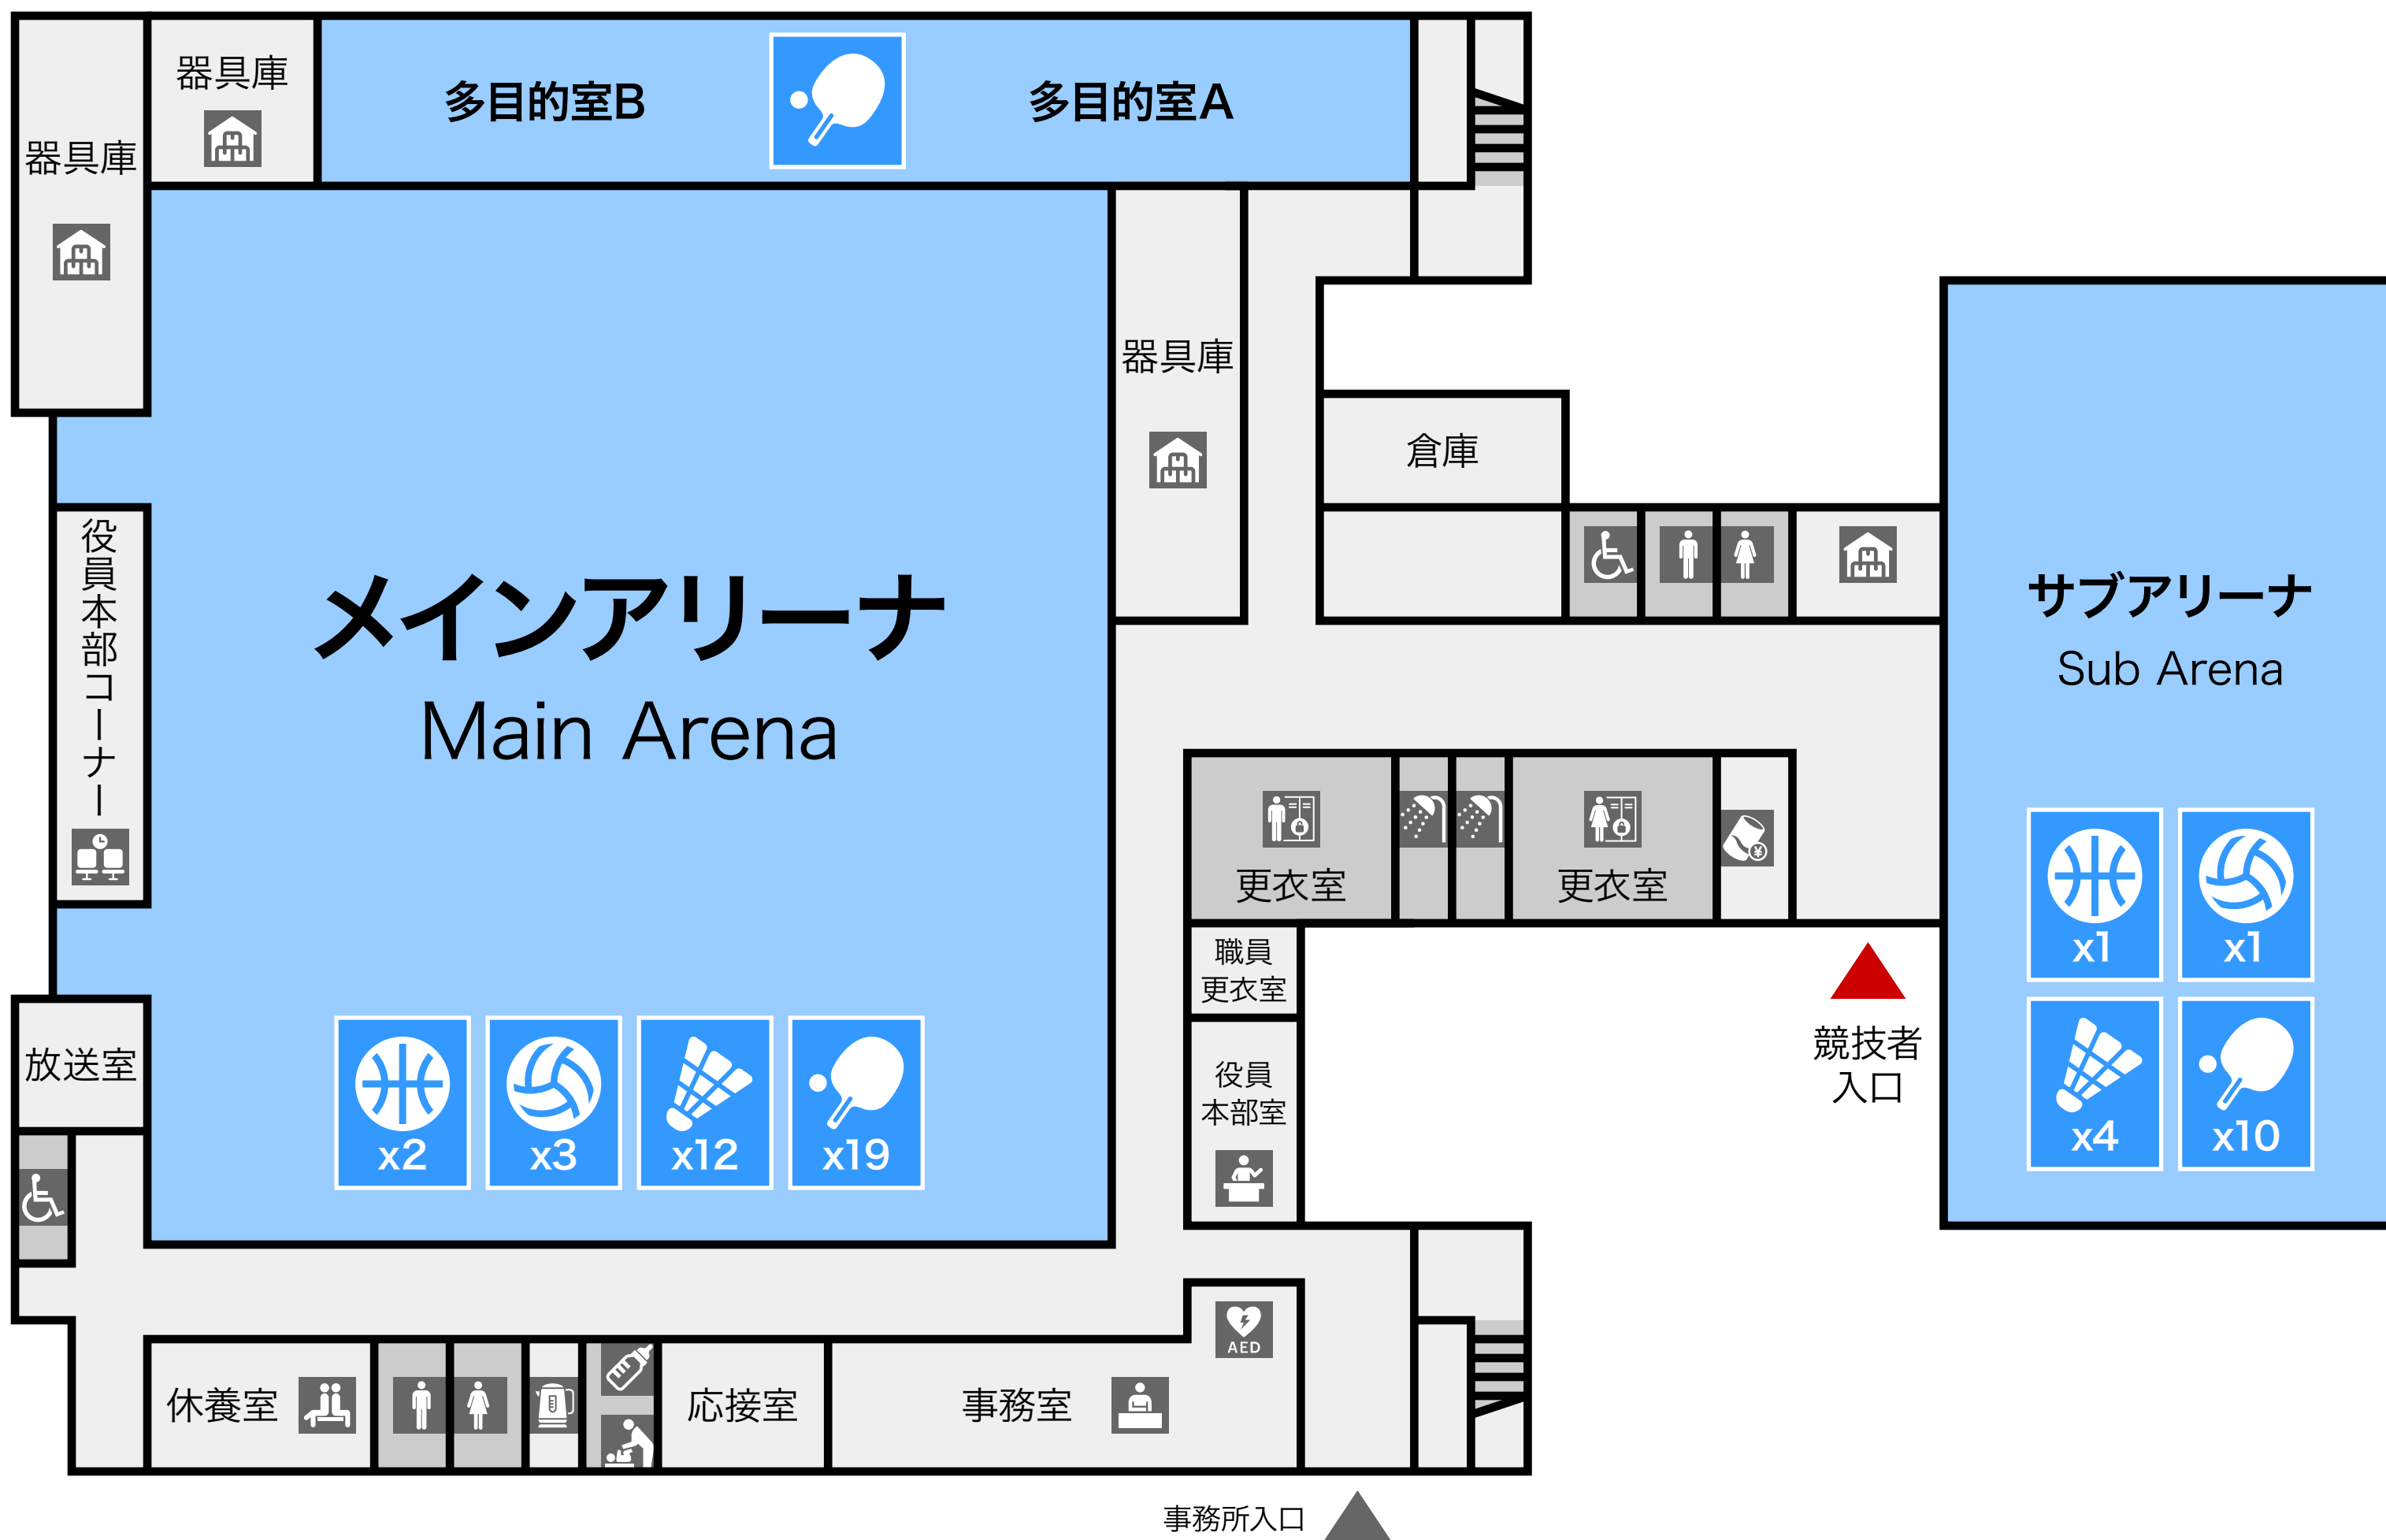 器具庫
器具庫
多目的室B
多目的室A
器具庫
倉庫
役員本部コーナー
メインアリーナ
Main Arena
サブアリーナ
Sub Arena
更衣室
更衣室
¥
職員
更衣室
x1
x1
放送室
役員
本部室
競技者
入口
x2
x3
x12
x19
x4
x10
AED
休養室
応接室
事務室
事務所入口